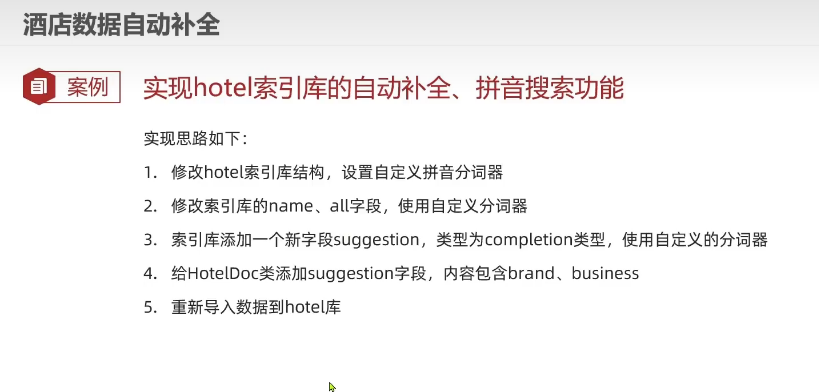 酒店数据自动补全
案例 实现hotel索引库的自动补全、拼音搜索功能
实现思路如下：
1. 修改hotel索引库结构，设置自定义拼音分词器
2. 修改索引库的name、all字段，使用自定义分词器
3. 索引库添加一个新字段suggestion，类型为completion类型，使用自定义的分词器
4. 给HotelDoc类添加suggestion字段，内容包含brand、business
5. 重新导入数据到hotel库